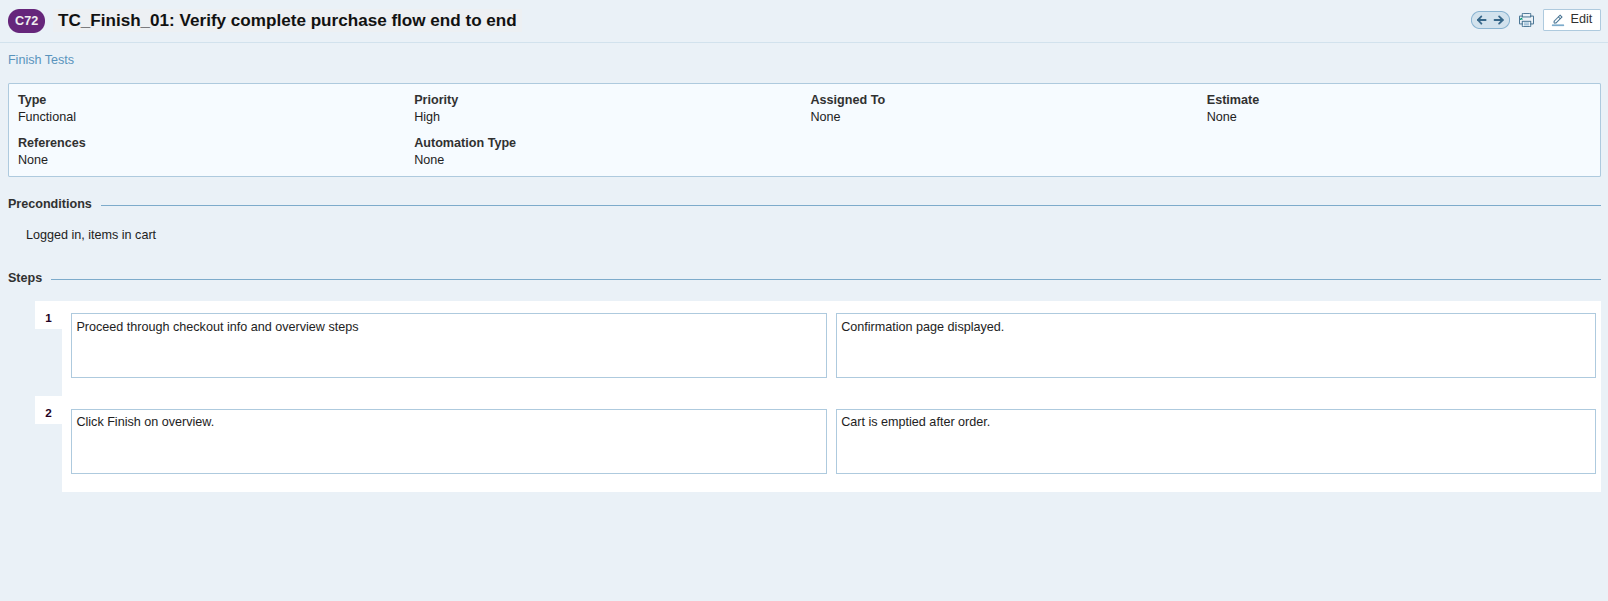 C72 TC_Finish_01: Verify complete purchase flow end to end Edit
Finish Tests
Type Priority Assigned To Estimate
Functional High None None
References Automation Type
None None
Preconditions
Logged in, items in cart
Steps
1 Proceed through checkout info and overview steps Confirmation page displayed.
2 Click Finish on overview. Cart is emptied after order.